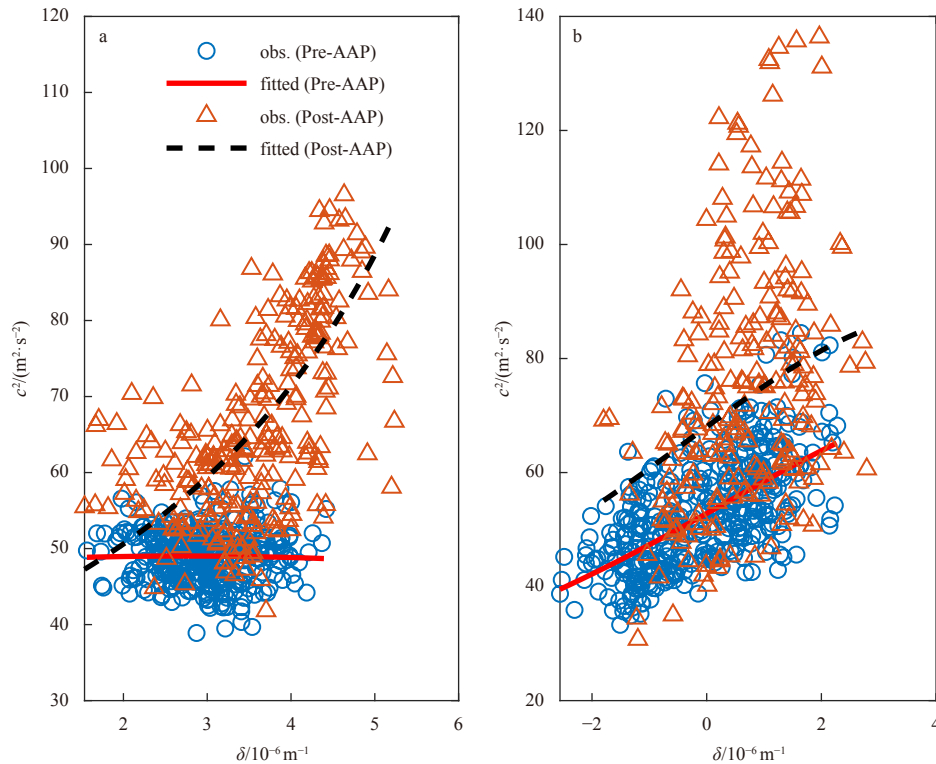 a
obs. (Pre-AAP)
fitted (Pre-AAP)
obs. (Post-AAP)
fitted (Post-AAP)
120
110
100
90
80
70
60
50
40
30
2
3
4
5
6
c²/(m²·s⁻²)
δ/10⁻⁶ m⁻¹
b
140
120
100
80
60
40
20
−2
0
2
4
c²/(m²·s⁻²)
δ/10⁻⁶ m⁻¹